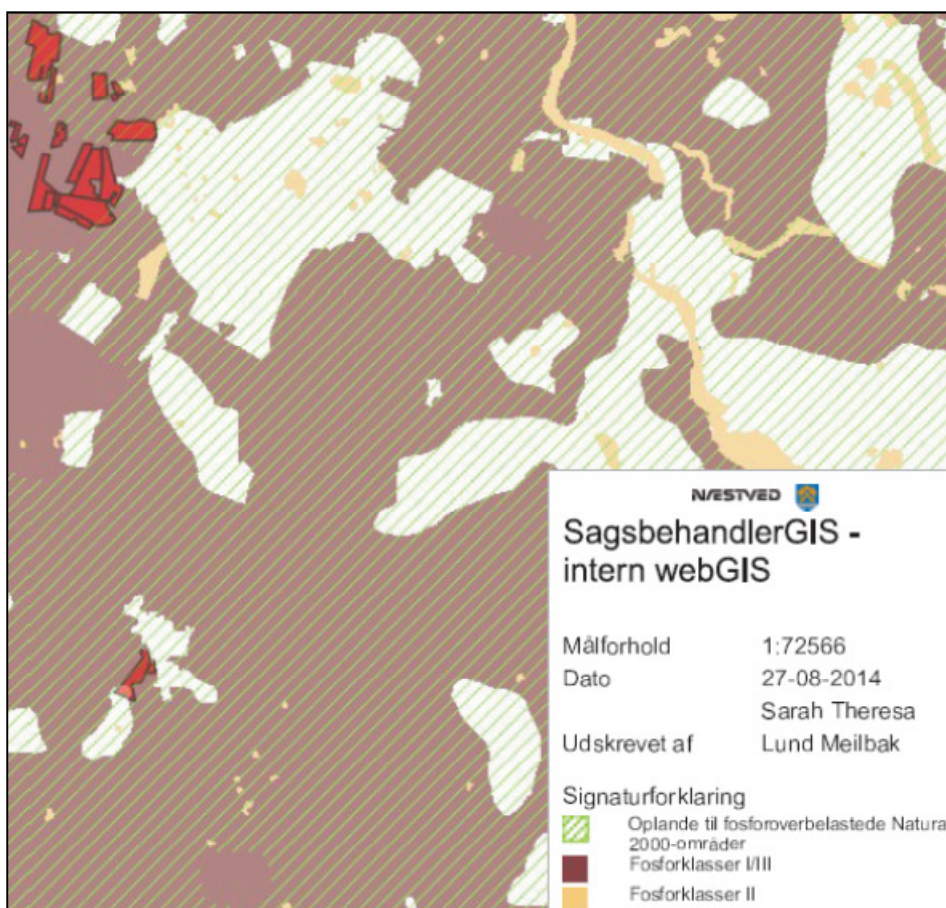 NÆSTVED
SagsbehandlerGIS -
intern webGIS
Målforhold 1:72566
Dato 27-08-2014
Sarah Theresa
Udskrevet af Lund Meilbak
Signaturforklaring
Oplande til fosforoverbelastede Natura
2000-områder
Fosforklasser I/III
Fosforklasser II